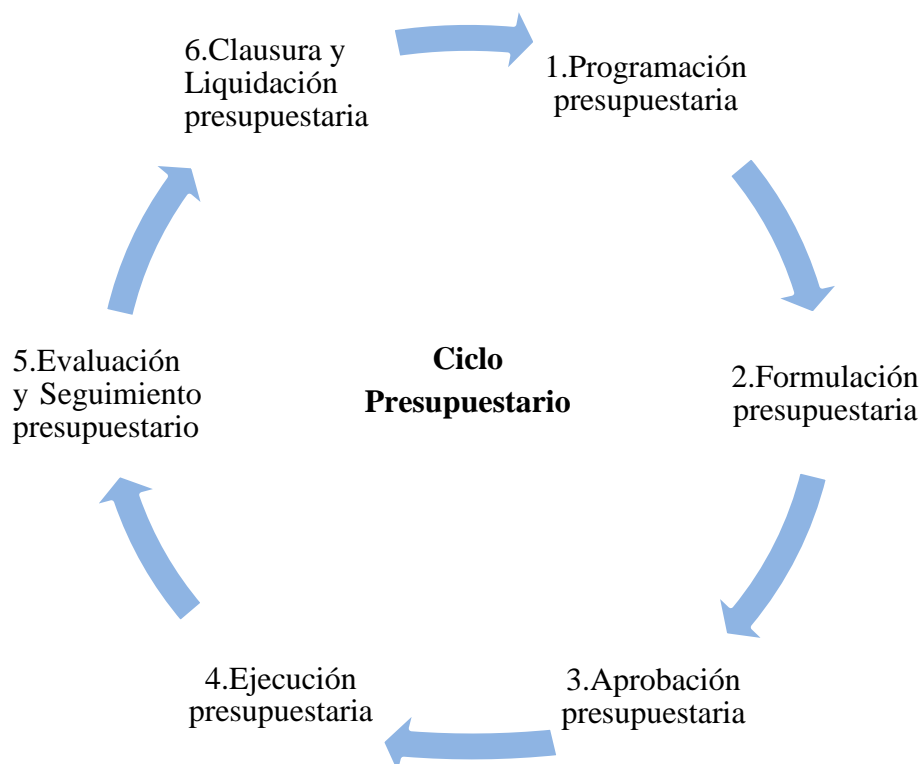 6.Clausura y
Liquidación
presupuestaria
1.Programación
presupuestaria
5.Evaluación
y Seguimiento
presupuestario
Ciclo
Presupuestario
2.Formulación
presupuestaria
4.Ejecución
presupuestaria
3.Aprobación
presupuestaria